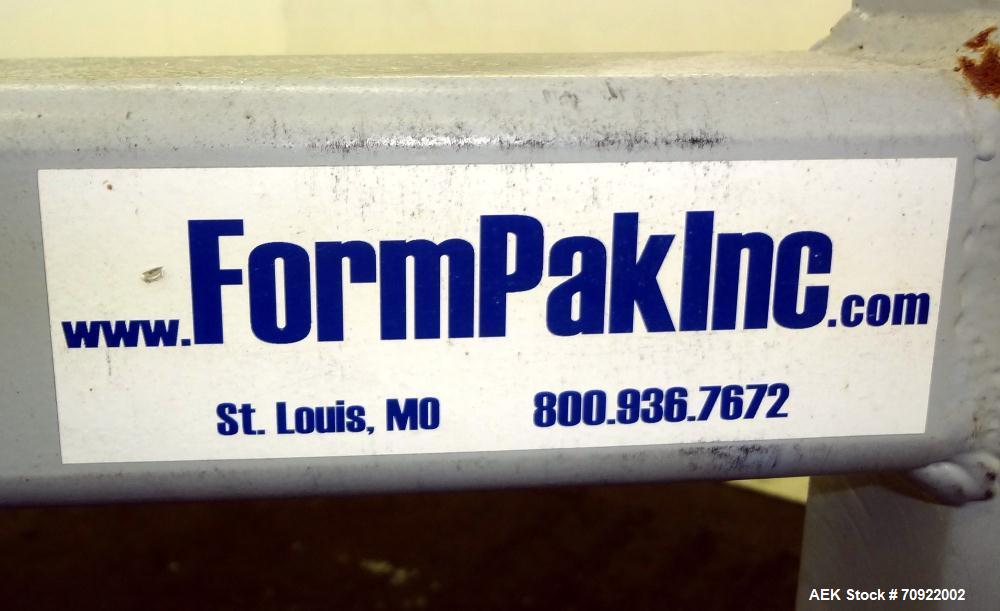 www.FormPakInc.com
St. Louis, MO 800.936.7672
AEK Stock # 70922002